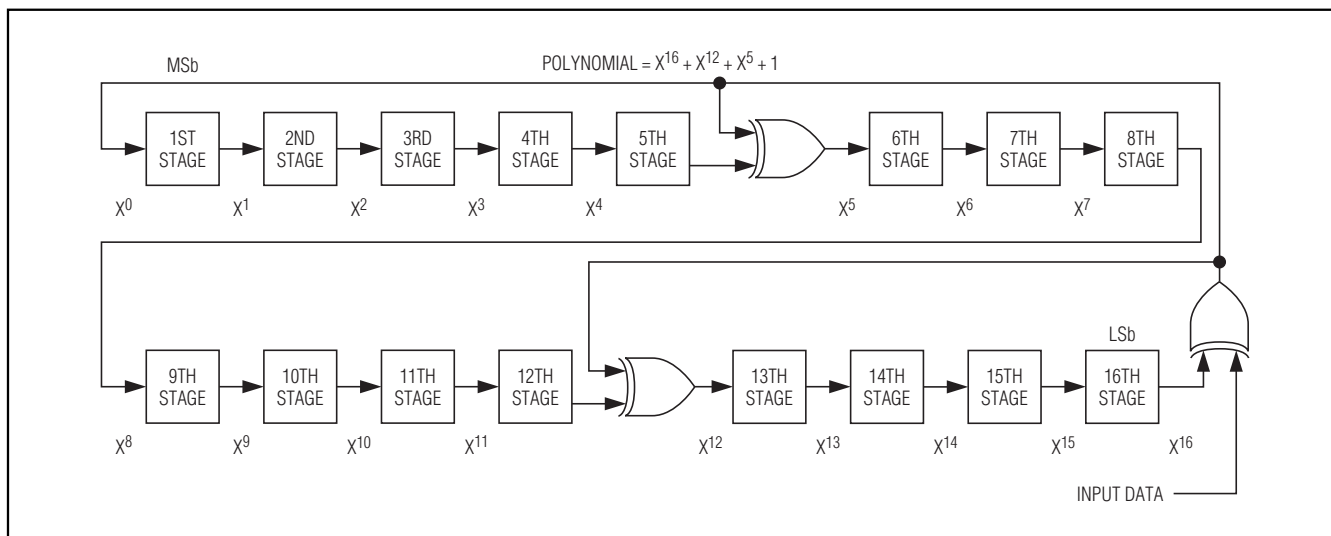 MSb
POLYNOMIAL = X16 + X12 + X5 + 1
1ST
STAGE
2ND
STAGE
3RD
STAGE
4TH
STAGE
5TH
STAGE
6TH
STAGE
7TH
STAGE
8TH
STAGE
X0
X1
X2
X3
X4
X5
X6
X7
LSb
9TH
STAGE
10TH
STAGE
11TH
STAGE
12TH
STAGE
13TH
STAGE
14TH
STAGE
15TH
STAGE
16TH
STAGE
X8
X9
X10
X11
X12
X13
X14
X15
X16
INPUT DATA